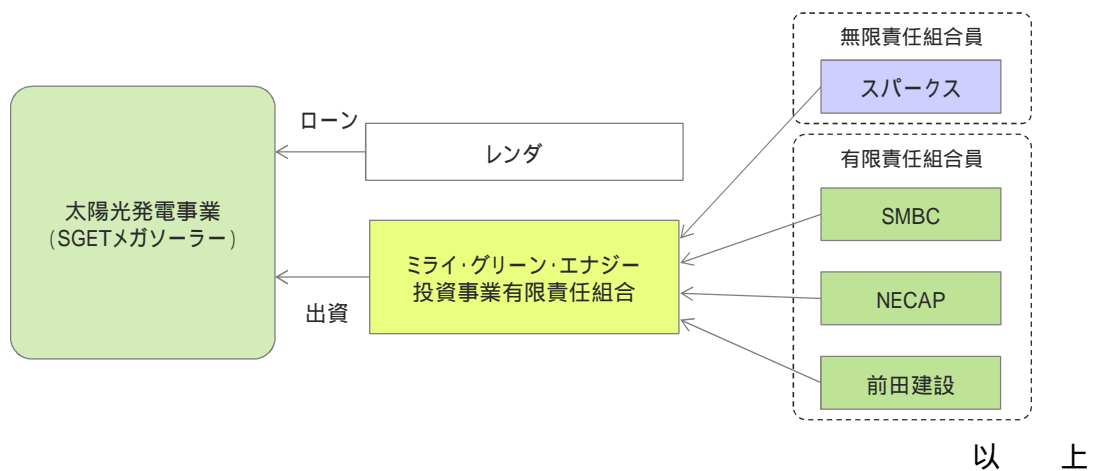 無限責任組合員
スパークス
ローン
レンダ
有限責任組合員
太陽光発電事業
(SGETメガソーラー)
SMBC
ミライ・グリーン・エナジー
投資事業有限責任組合
出資
NECAP
前田建設
以　上